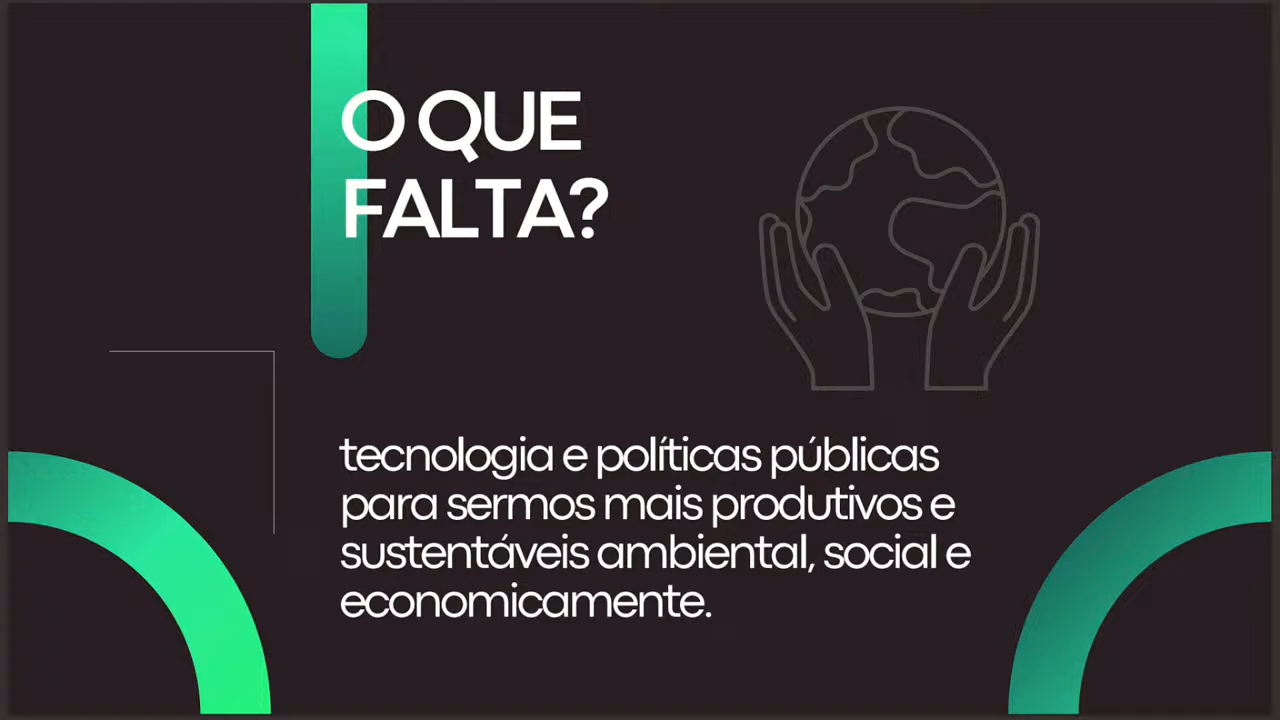 O QUE
FALTA?
tecnologia e políticas públicas
para sermos mais produtivos e
sustentáveis ambiental, social e
economicamente.